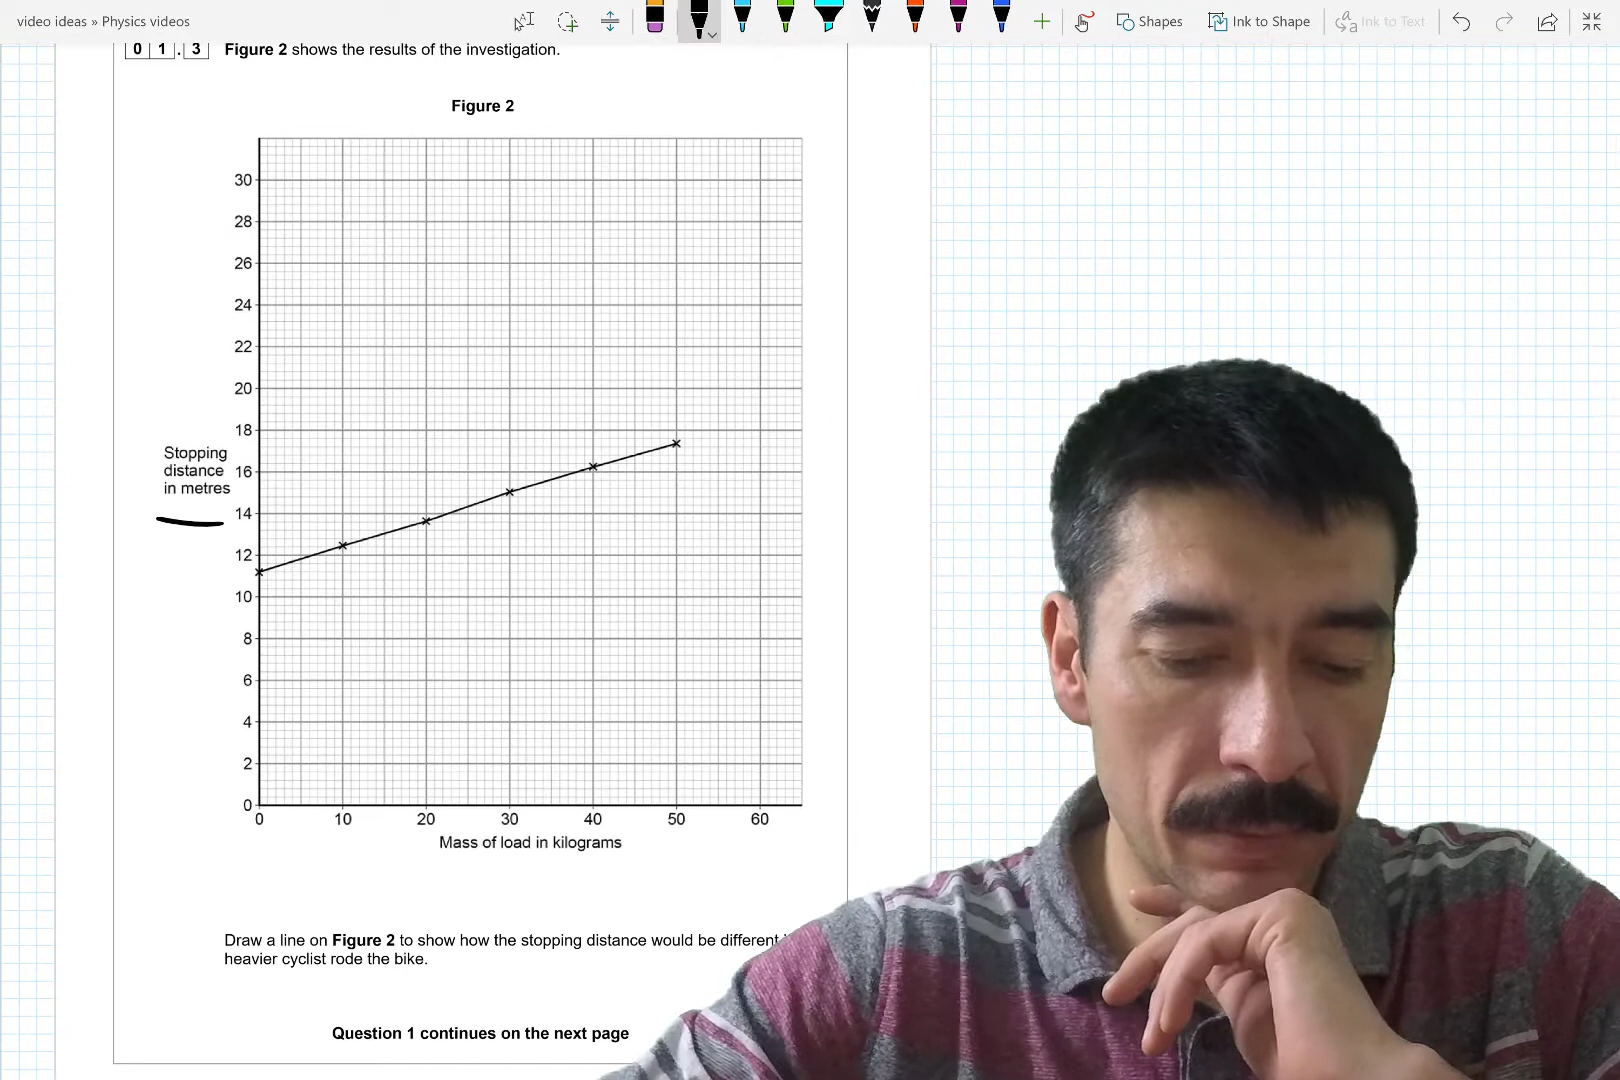 video ideas » Physics videos
Shapes
Ink to Shape
Ink to Text
0 1 . 3 Figure 2 shows the results of the investigation.
Figure 2
30
28
26
24
22
20
18
Stopping
distance
in metres
16
14
12
10
8
6
4
2
0
0 10 20 30 40 50 60
Mass of load in kilograms
Draw a line on Figure 2 to show how the stopping distance would be different
heavier cyclist rode the bike.
Question 1 continues on the next page